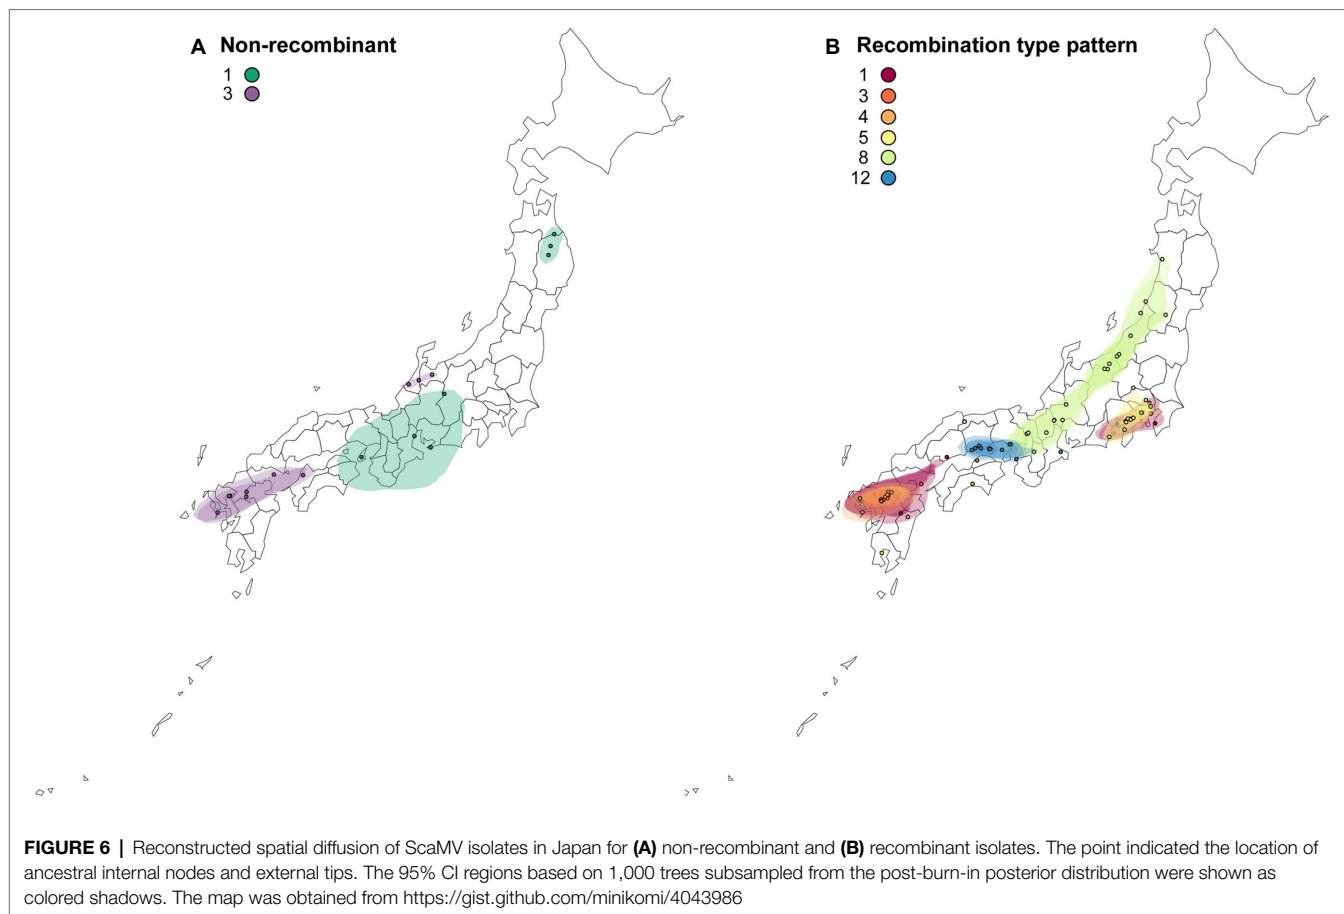 A Non-recombinant
1
3
B Recombination type pattern
1
3
4
5
8
12
FIGURE 6 | Reconstructed spatial diffusion of ScaMV isolates in Japan for (A) non-recombinant and (B) recombinant isolates. The point indicated the location of
ancestral internal nodes and external tips. The 95% CI regions based on 1,000 trees subsampled from the post-burn-in posterior distribution were shown as
colored shadows. The map was obtained from https://gist.github.com/minikomi/4043986